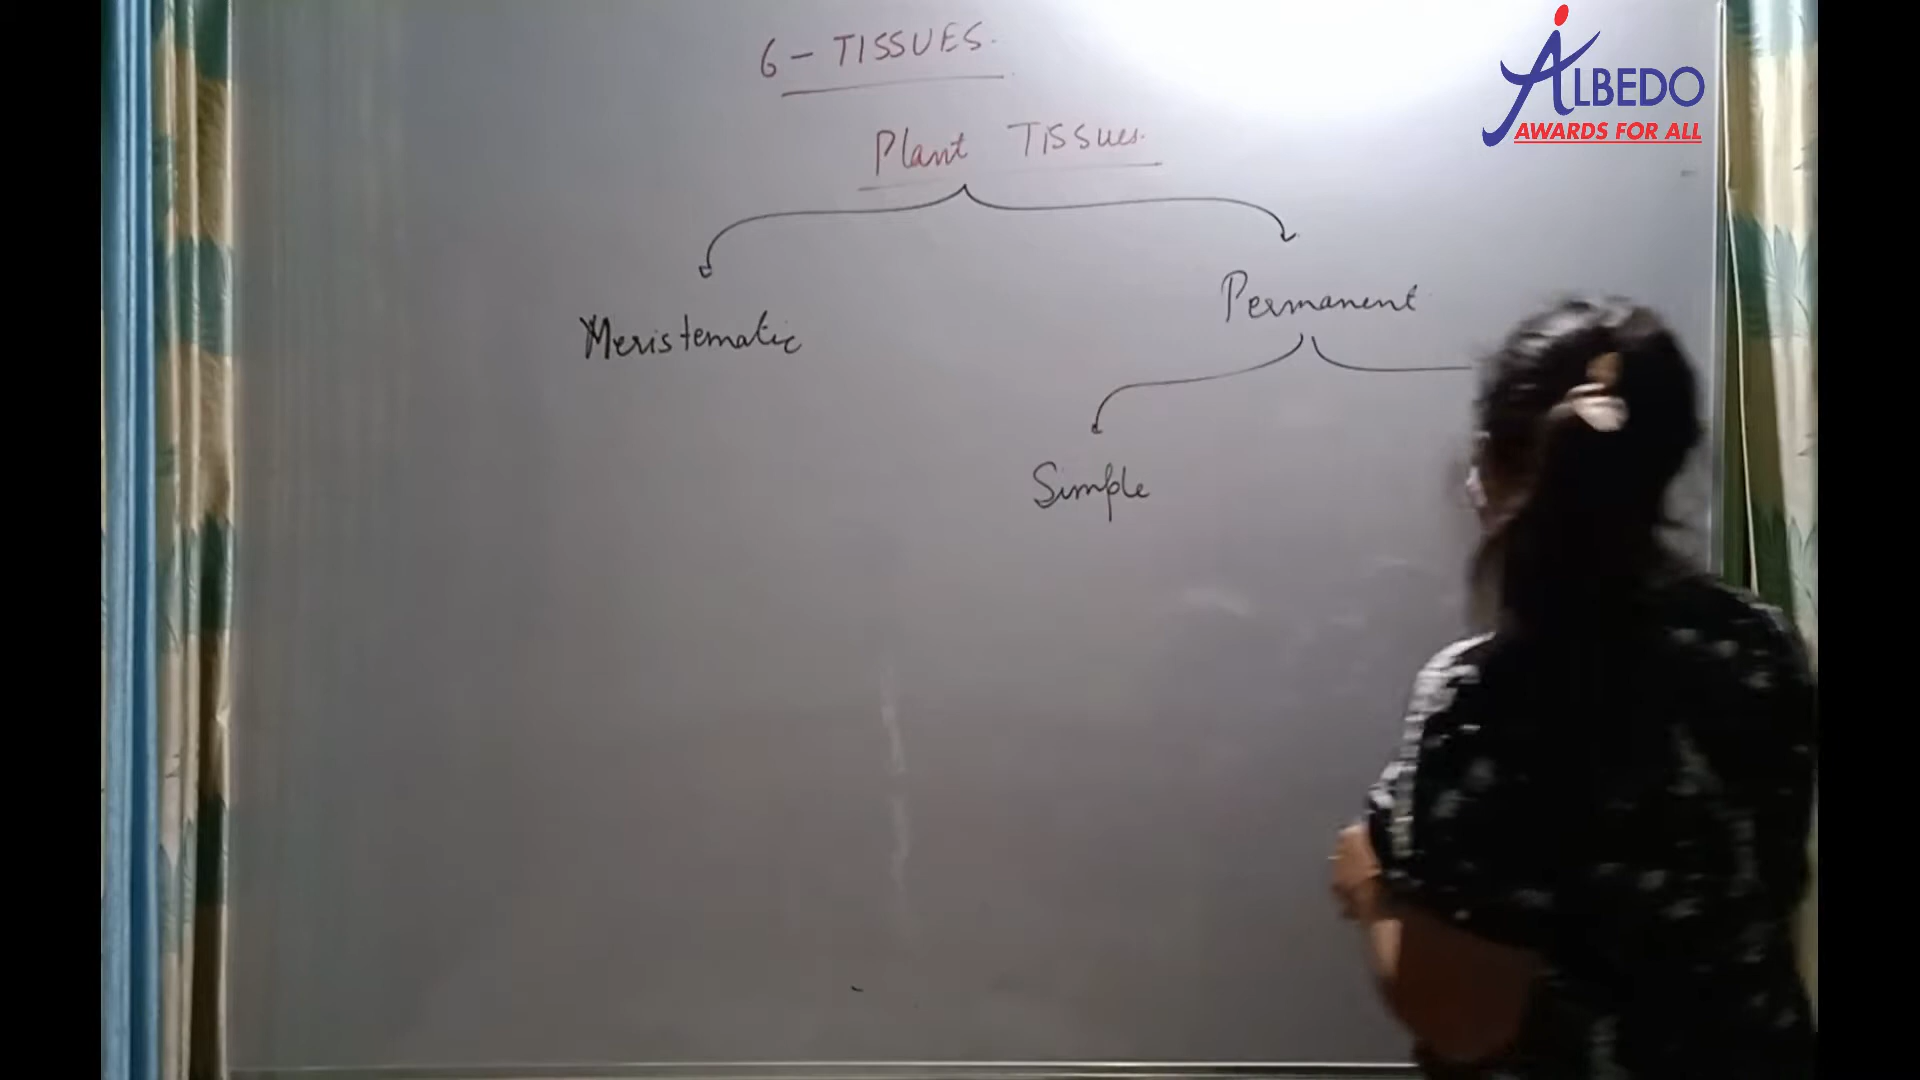 6 - TISSUES.
Plant Tissues.
Meristematic
Permanent
Simple
ALBEDO
AWARDS FOR ALL